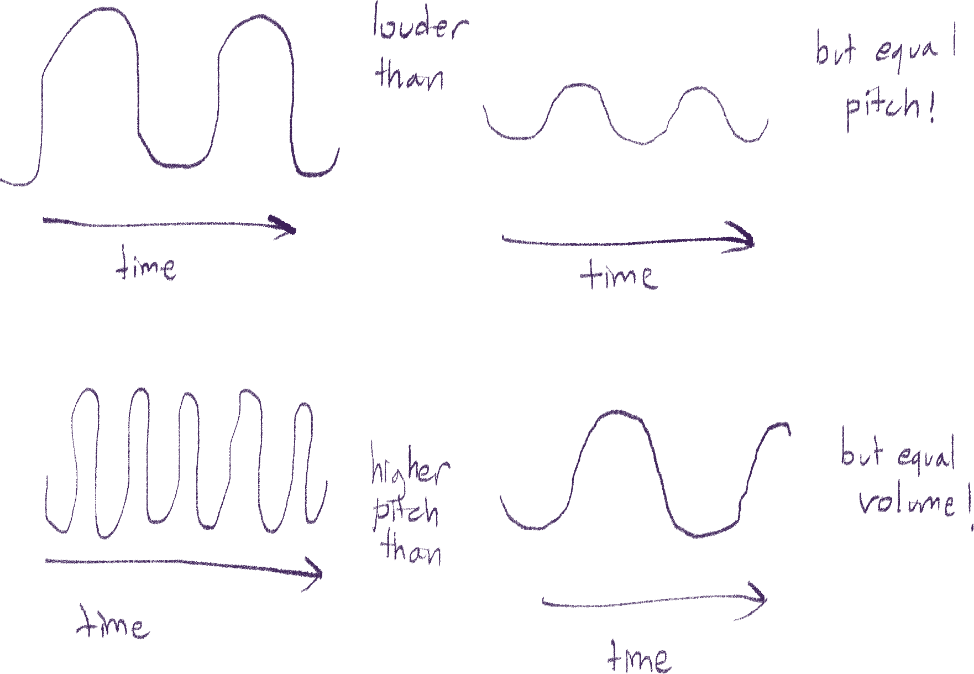 louder
than
but equal
pitch!
time
time
higher
pitch
than
but equal
volume!
time
time